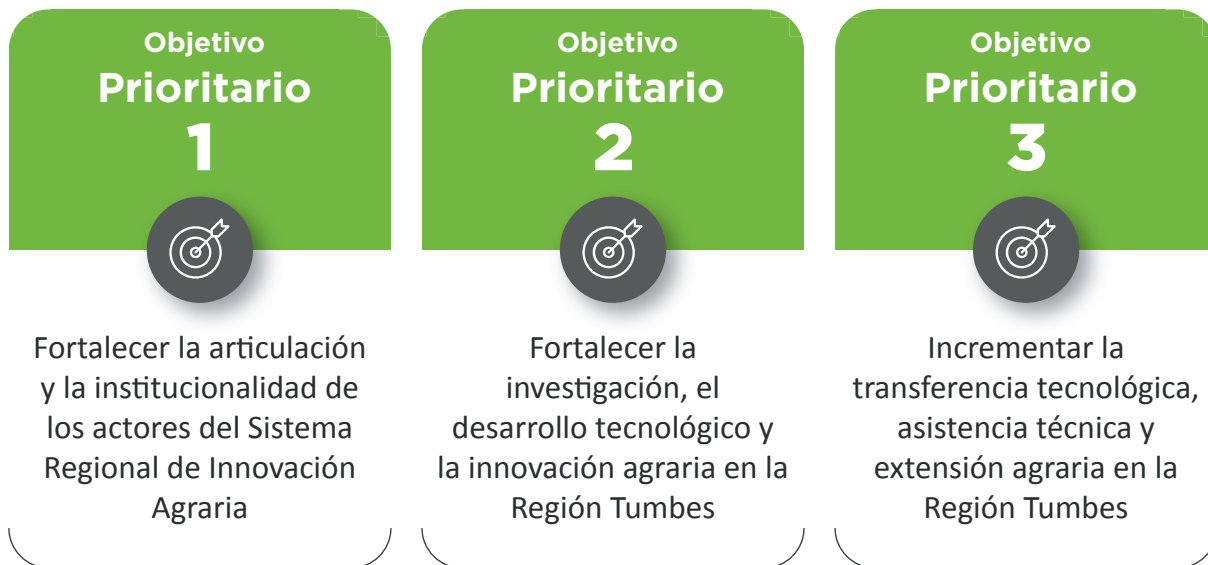 Objetivo
Prioritario
1
Fortalecer la articulación
y la institucionalidad de
los actores del Sistema
Regional de Innovación
Agraria
Objetivo
Prioritario
2
Fortalecer la
investigación, el
desarrollo tecnológico y
la innovación agraria en la
Región Tumbes
Objetivo
Prioritario
3
Incrementar la
transferencia tecnológica,
asistencia técnica y
extensión agraria en la
Región Tumbes